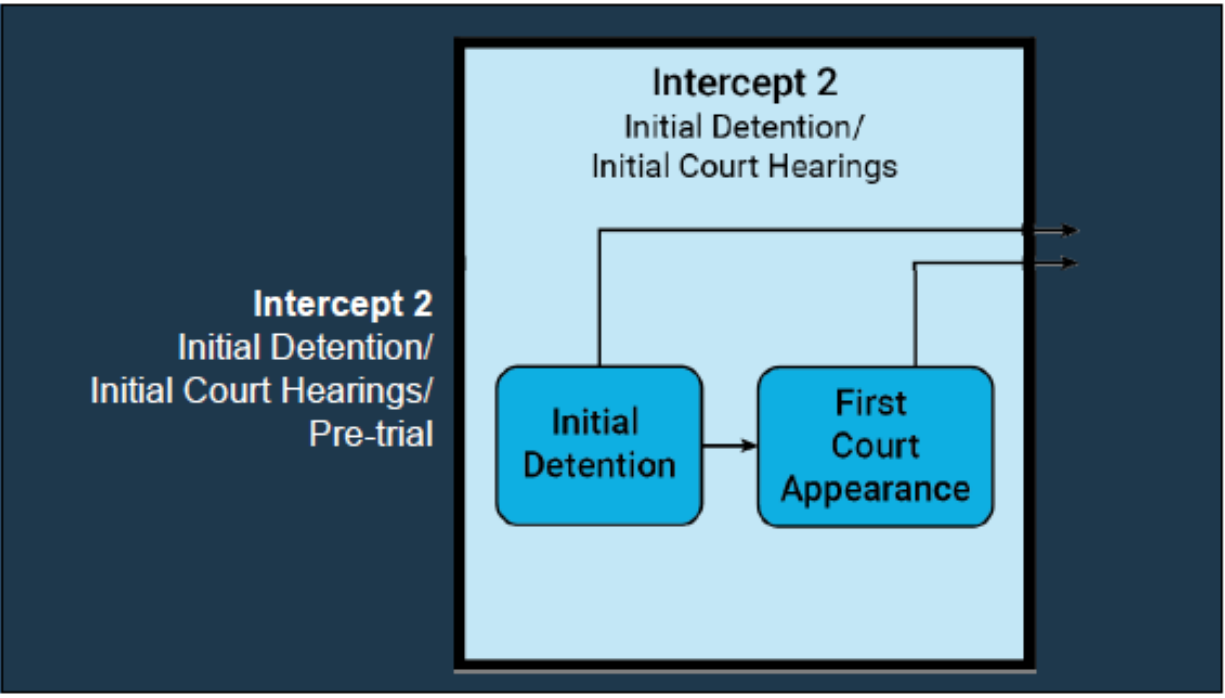 Intercept 2
Initial Detention/
Initial Court Hearings/
Pre-trial
Intercept 2
Initial Detention/
Initial Court Hearings
Initial
Detention
First
Court
Appearance